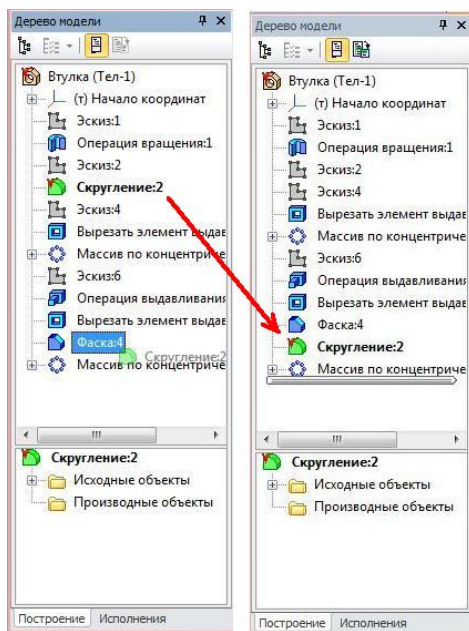 Дерево модели
Втулка (Тел-1)
(т) Начало координат
Эскиз:1
Операция вращения:1
Эскиз:2
Скругление:2
Эскиз:4
Вырезать элемент выдав
Массив по концентриче
Эскиз:6
Операция выдавливания
Вырезать элемент выдав
Фаска:4
Скругление:2
Массив по концентриче
Скругление:2
Исходные объекты
Производные объекты
Построение Исполнения
Дерево модели
Втулка (Тел-1)
(т) Начало координат
Эскиз:1
Операция вращения:1
Эскиз:2
Эскиз:4
Вырезать элемент выдав
Массив по концентриче
Эскиз:6
Операция выдавливания
Вырезать элемент выдав
Фаска:4
Скругление:2
Массив по концентриче
Скругление:2
Исходные объекты
Производные объекты
Построение Исполнения